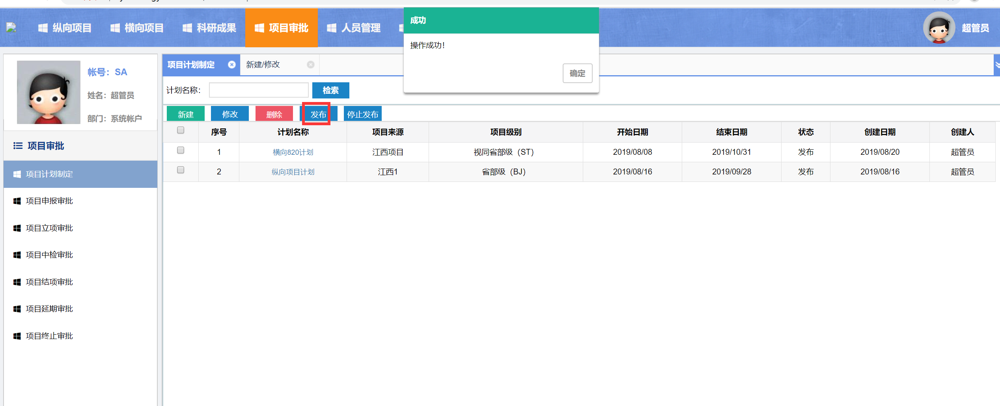 纵向项目 横向项目 科研成果 项目审批 人员管理 超管员
成功
操作成功!
确定
帐号：SA
姓名：超管员
部门：系统帐户
项目审批
项目计划制定
项目申报审批
项目立项审批
项目中检审批
项目结项审批
项目延期审批
项目终止审批
项目计划制定 新建/修改
计划名称： 检索
新建 修改 删除 发布 停止发布
序号 计划名称 项目来源 项目级别 开始日期 结束日期 状态 创建日期 创建人
1 横向820计划 江西项目 视同省部级（ST） 2019/08/08 2019/10/31 发布 2019/08/20 超管员
2 纵向项目计划 江西1 省部级（BJ） 2019/08/16 2019/09/28 发布 2019/08/16 超管员